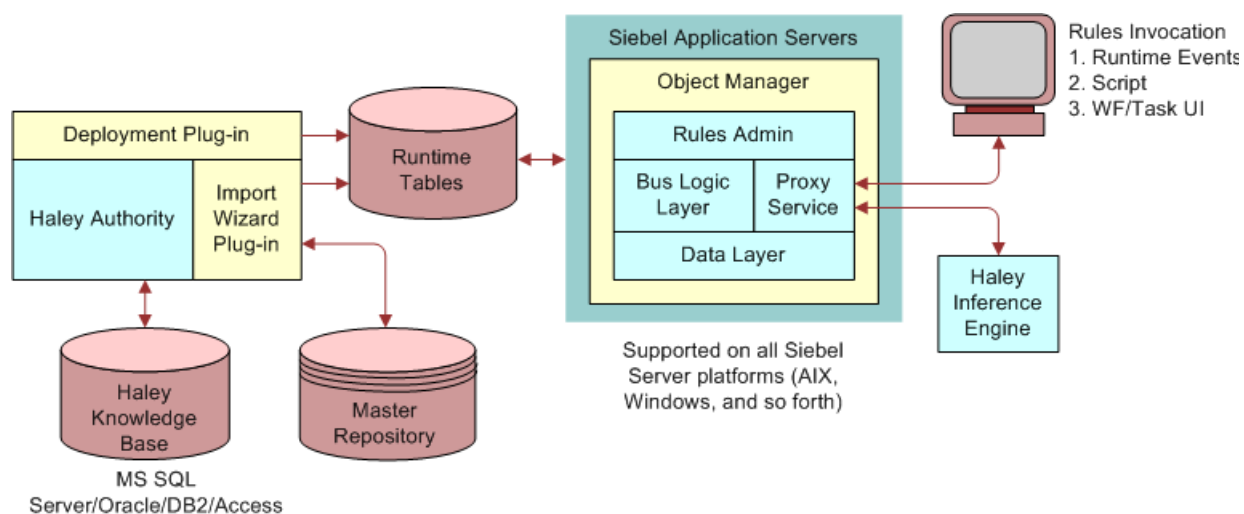 Deployment Plug-in
Haley Authority
Import
Wizard
Plug-in
Runtime
Tables
Haley
Knowledge
Base
MS SQL
Server/Oracle/DB2/Access
Master
Repository
Siebel Application Servers
Object Manager
Rules Admin
Bus Logic
Layer
Proxy
Service
Data Layer
Supported on all Siebel
Server platforms (AIX,
Windows, and so forth)
Rules Invocation
1. Runtime Events
2. Script
3. WF/Task UI
Haley
Inference
Engine